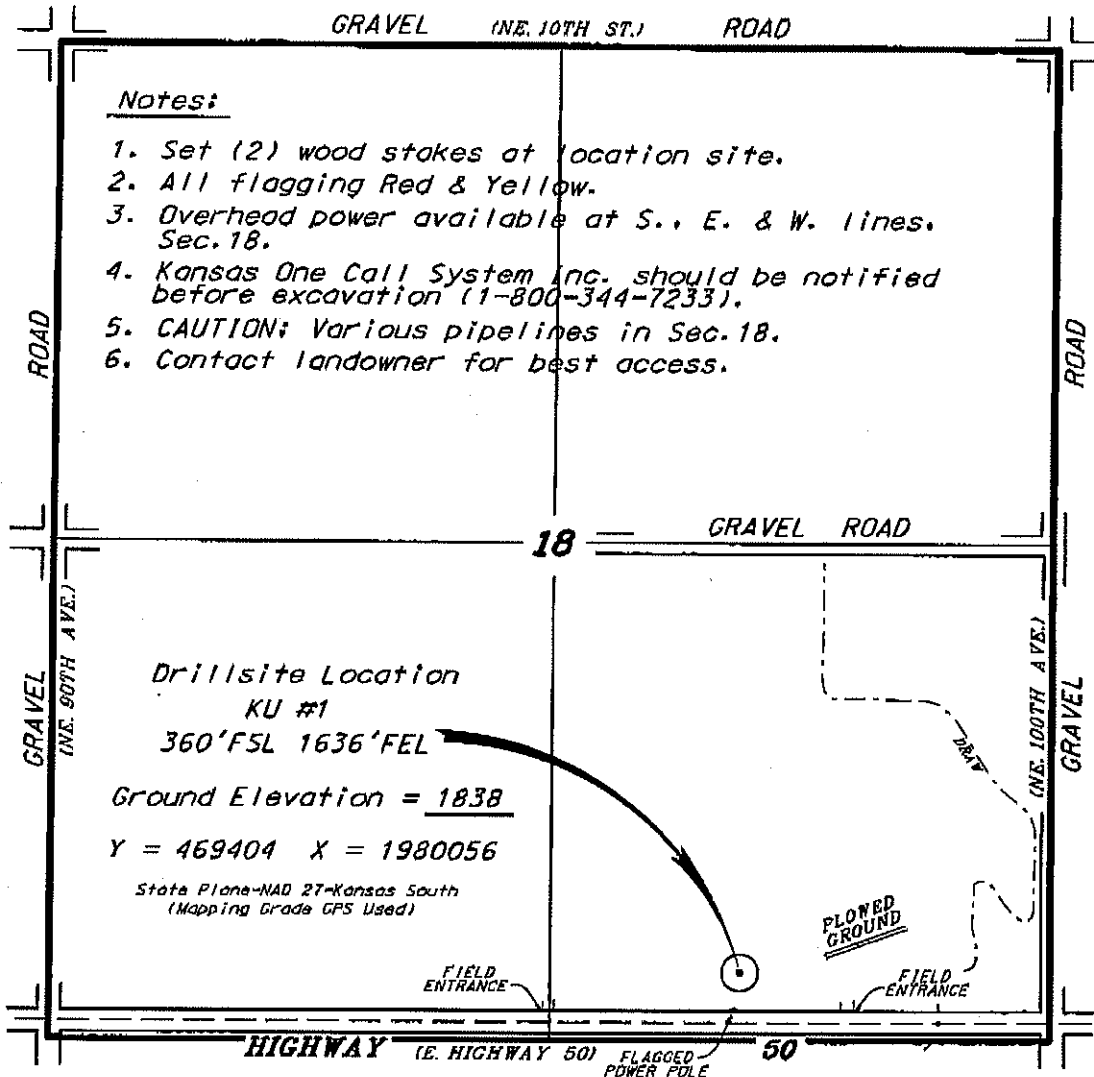 GRAVEL (NE. 10TH ST.) ROAD
Notes:
1. Set (2) wood stakes at location site.
2. All flagging Red & Yellow.
3. Overhead power available at S., E. & W. lines.
Sec. 18.
4. Kansas One Call System Inc. should be notified
before excavation (1-800-344-7233).
5. CAUTION: Various pipelines in Sec. 18.
6. Contact landowner for best access.
ROAD
ROAD
18
GRAVEL ROAD
GRAVEL
(NE. 90TH AVE.)
Drillsite Location
KU #1
360'FSL 1636'FEL
Ground Elevation = 1838
Y = 469404 X = 1980056
State Plane-NAD 27-Kansas South
(Mapping Grade GPS Used)
DRAW
(NE. 100TH AVE.)
GRAVEL
PLOWED
GROUND
FIELD
ENTRANCE
FIELD
ENTRANCE
HIGHWAY (E. HIGHWAY 50) 50
FLAGGED
POWER POLE